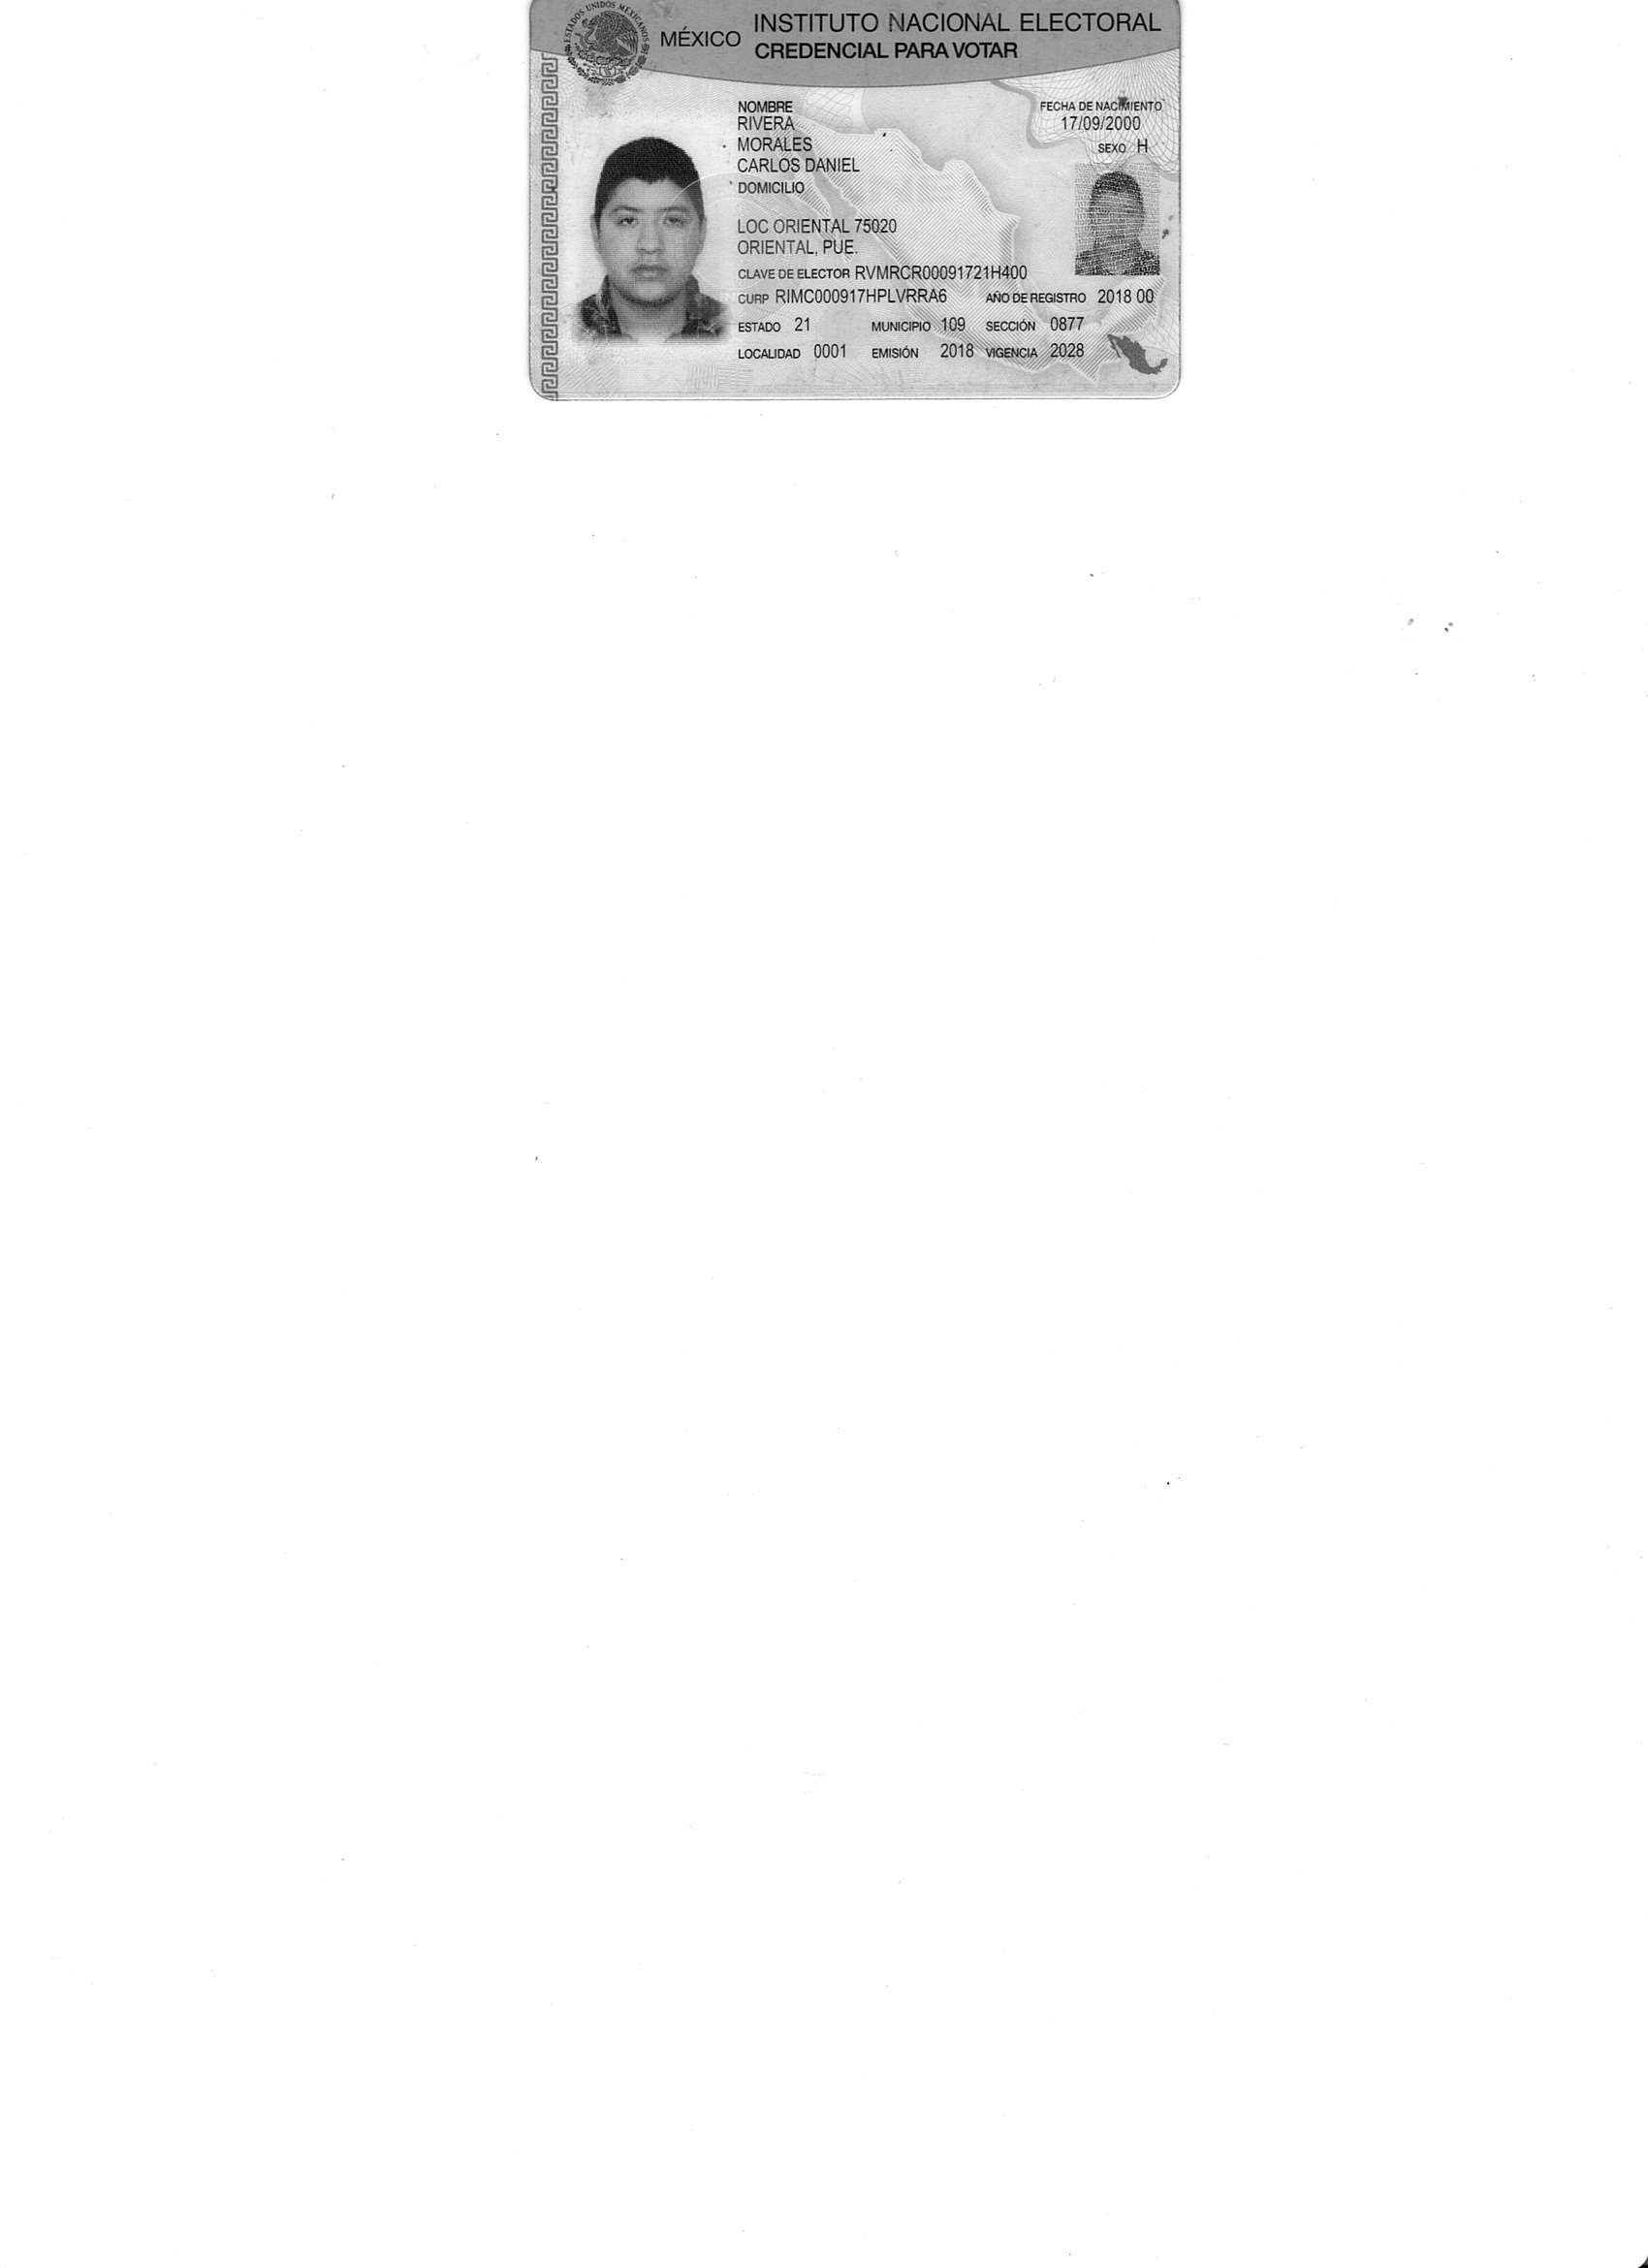 ESTADOS UNIDOS MEXICANOS
MÉXICO INSTITUTO NACIONAL ELECTORAL
CREDENCIAL PARA VOTAR
NOMBRE
RIVERA
MORALES
CARLOS DANIEL
FECHA DE NACIMIENTO
17/09/2000
SEXO H
DOMICILIO
LOC ORIENTAL 75020
ORIENTAL, PUE.
CLAVE DE ELECTOR RVMRCR00091721H400
CURP RIMC000917HPLVRRA6 AÑO DE REGISTRO 2018 00
ESTADO 21 MUNICIPIO 109 SECCIÓN 0877
LOCALIDAD 0001 EMISIÓN 2018 VIGENCIA 2028